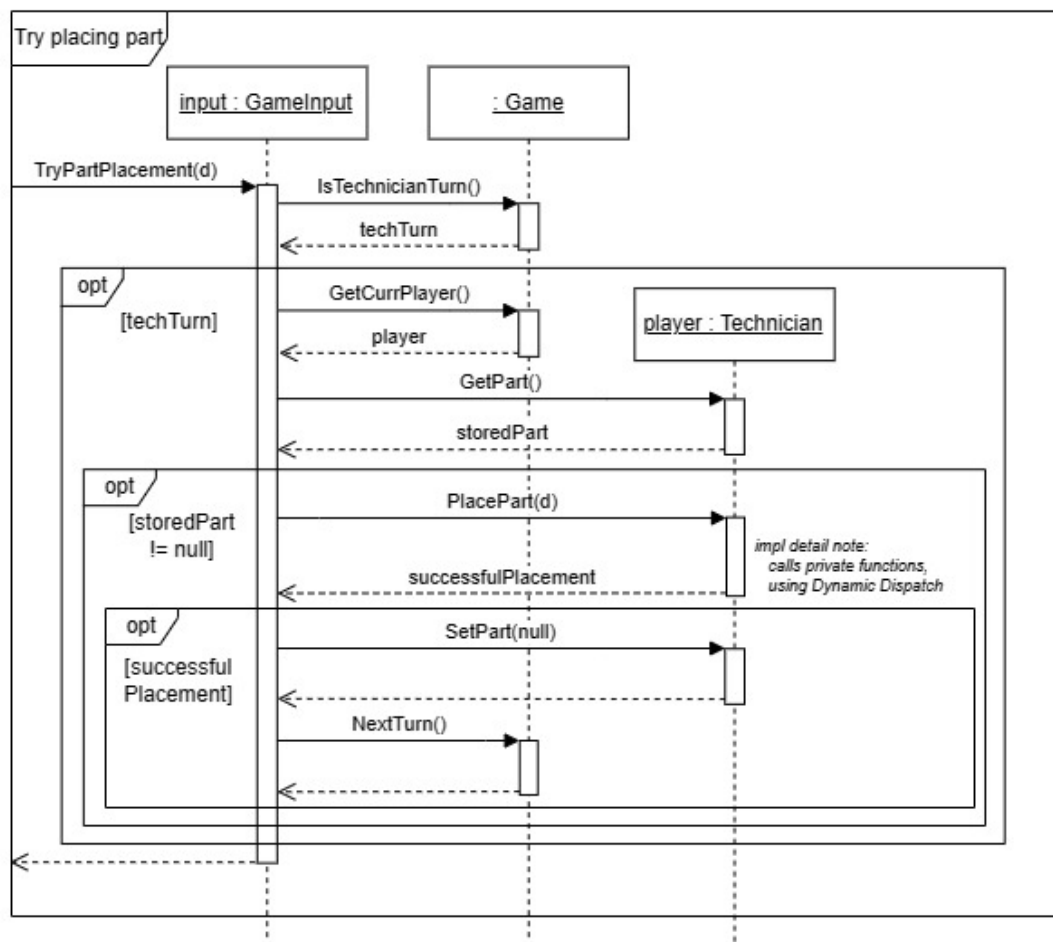 Try placing part
input : GameInput
: Game
TryPartPlacement(d)
IsTechnicianTurn()
techTurn
opt
[techTurn]
GetCurrPlayer()
player
player : Technician
GetPart()
storedPart
opt
[storedPart
!= null]
PlacePart(d)
impl detail note:
calls private functions,
using Dynamic Dispatch
successfulPlacement
opt
[successful
Placement]
SetPart(null)
NextTurn()